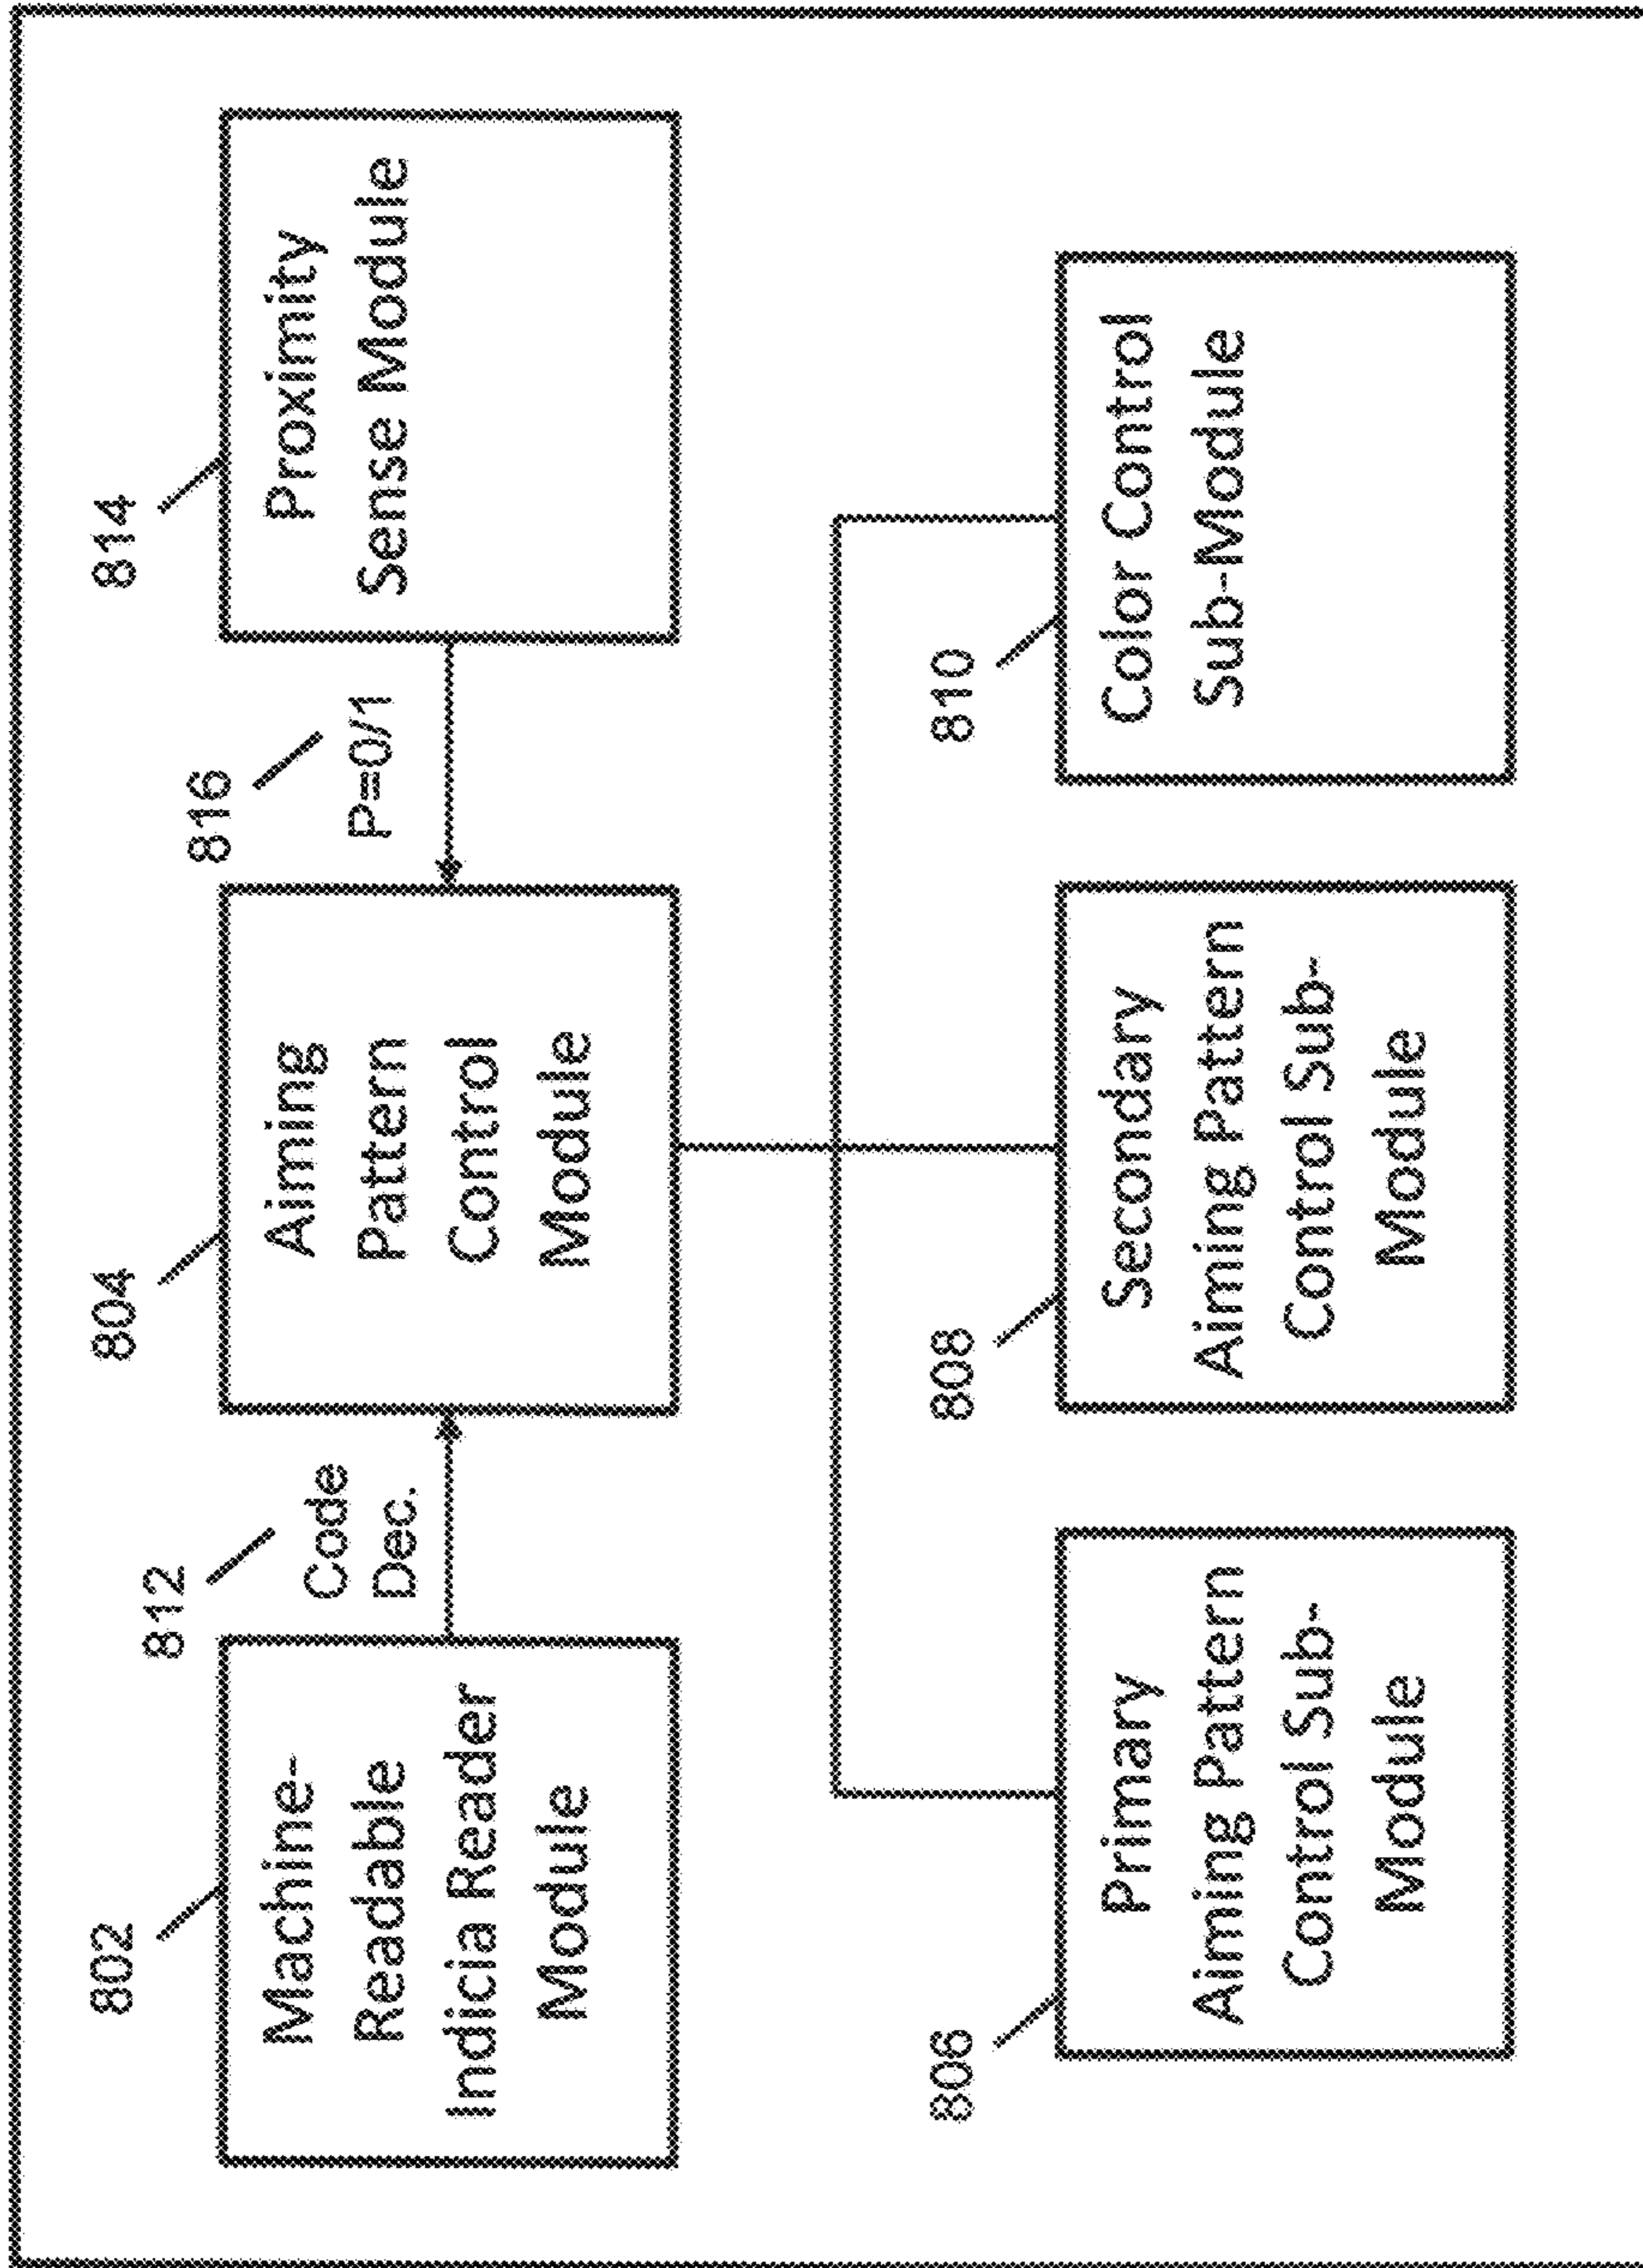 802
Machine-
Readable
Indicia Reader
Module
812
Code
Dec.
804
Aiming
Pattern
Control
Module
816
P=0/1
814
Proximity
Sense Module
806
Primary
Aiming Pattern
Control Sub-
Module
808
Secondary
Aiming Pattern
Control Sub-
Module
810
Color Control
Sub-Module